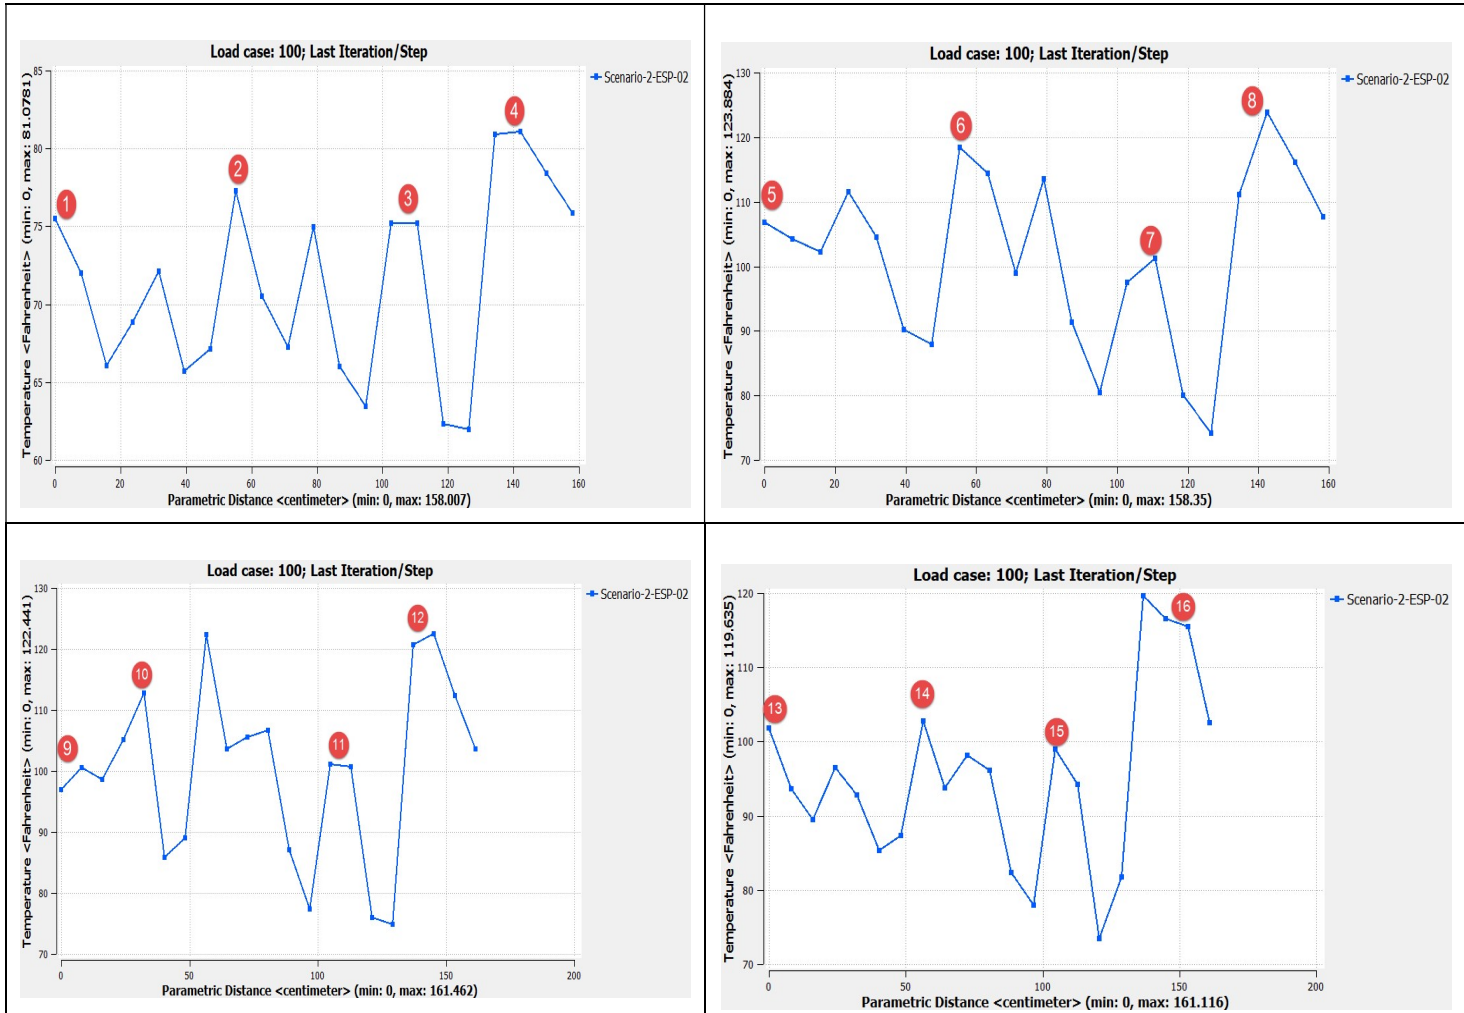 Load case: 100; Last Iteration/Step
Temperature <Fahrenheit> (min: 0, max: 81.0781)
85
80
75
70
65
60
1
2
3
4
Scenario-2-ESP-02
0 20 40 60 80 100 120 140 160
Parametric Distance <centimeter> (min: 0, max: 158.007)
Load case: 100; Last Iteration/Step
Temperature <Fahrenheit> (min: 0, max: 123.884)
130
120
110
100
90
80
70
5
6
7
8
Scenario-2-ESP-02
0 20 40 60 80 100 120 140 160
Parametric Distance <centimeter> (min: 0, max: 158.35)
Load case: 100; Last Iteration/Step
Temperature <Fahrenheit> (min: 0, max: 122.441)
130
120
110
100
90
80
70
9
10
11
12
Scenario-2-ESP-02
0 50 100 150 200
Parametric Distance <centimeter> (min: 0, max: 161.462)
Load case: 100; Last Iteration/Step
Temperature <Fahrenheit> (min: 0, max: 119.635)
120
110
100
90
80
70
13
14
15
16
Scenario-2-ESP-02
0 50 100 150 200
Parametric Distance <centimeter> (min: 0, max: 161.116)